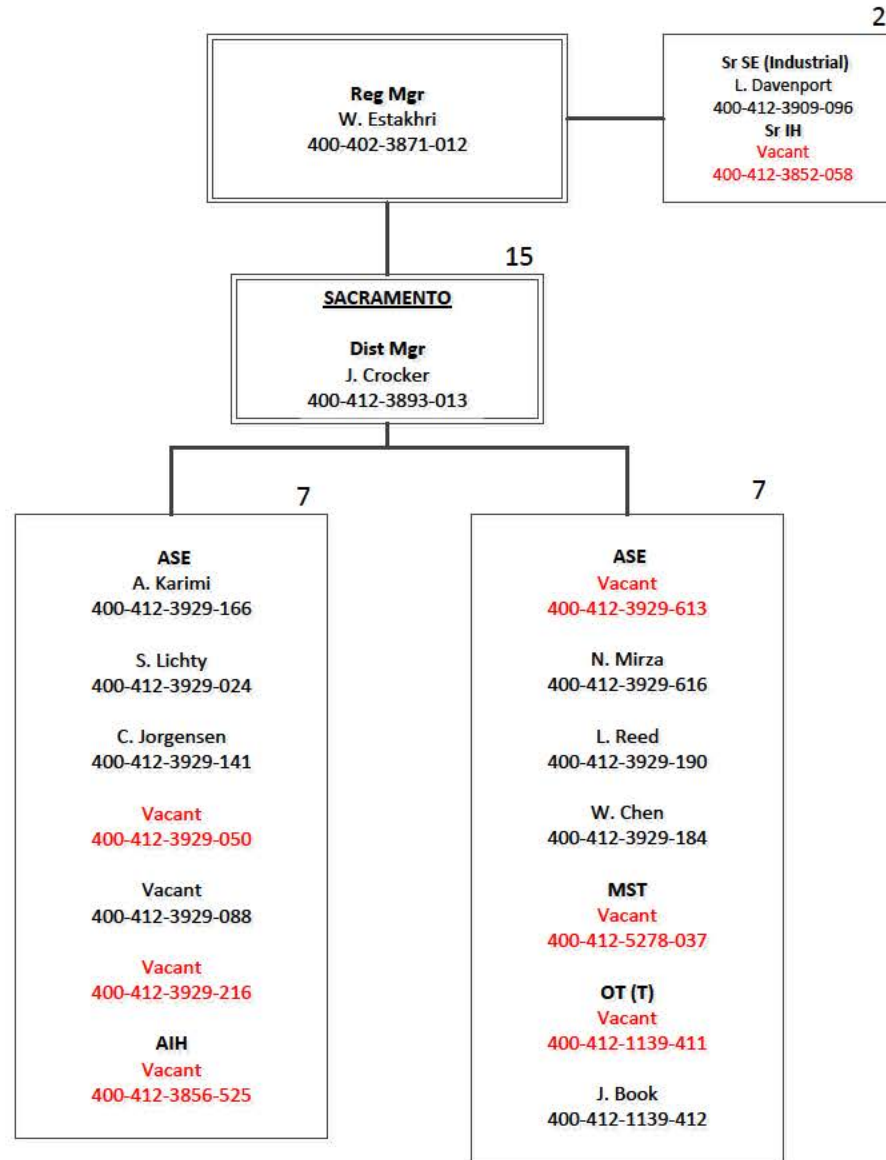 2
Reg Mgr
W. Estakhri
400-402-3871-012
Sr SE (Industrial)
L. Davenport
400-412-3909-096
Sr IH
Vacant
400-412-3852-058
15
SACRAMENTO
Dist Mgr
J. Crocker
400-412-3893-013
7
ASE
A. Karimi
400-412-3929-166
S. Lichty
400-412-3929-024
C. Jorgensen
400-412-3929-141
Vacant
400-412-3929-050
Vacant
400-412-3929-088
Vacant
400-412-3929-216
AIH
Vacant
400-412-3856-525
7
ASE
Vacant
400-412-3929-613
N. Mirza
400-412-3929-616
L. Reed
400-412-3929-190
W. Chen
400-412-3929-184
MST
Vacant
400-412-5278-037
OT (T)
Vacant
400-412-1139-411
J. Book
400-412-1139-412